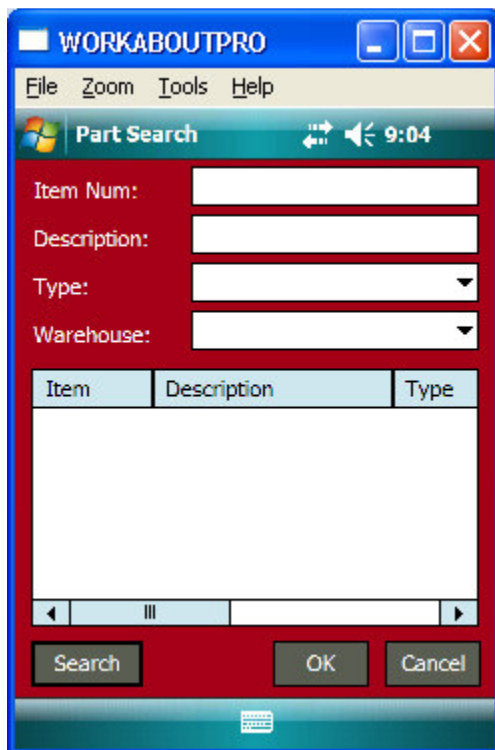 WORKABOUTPRO
File Zoom Tools Help
Part Search 9:04
Item Num:
Description:
Type:
Warehouse:
Item Description Type
Search OK Cancel